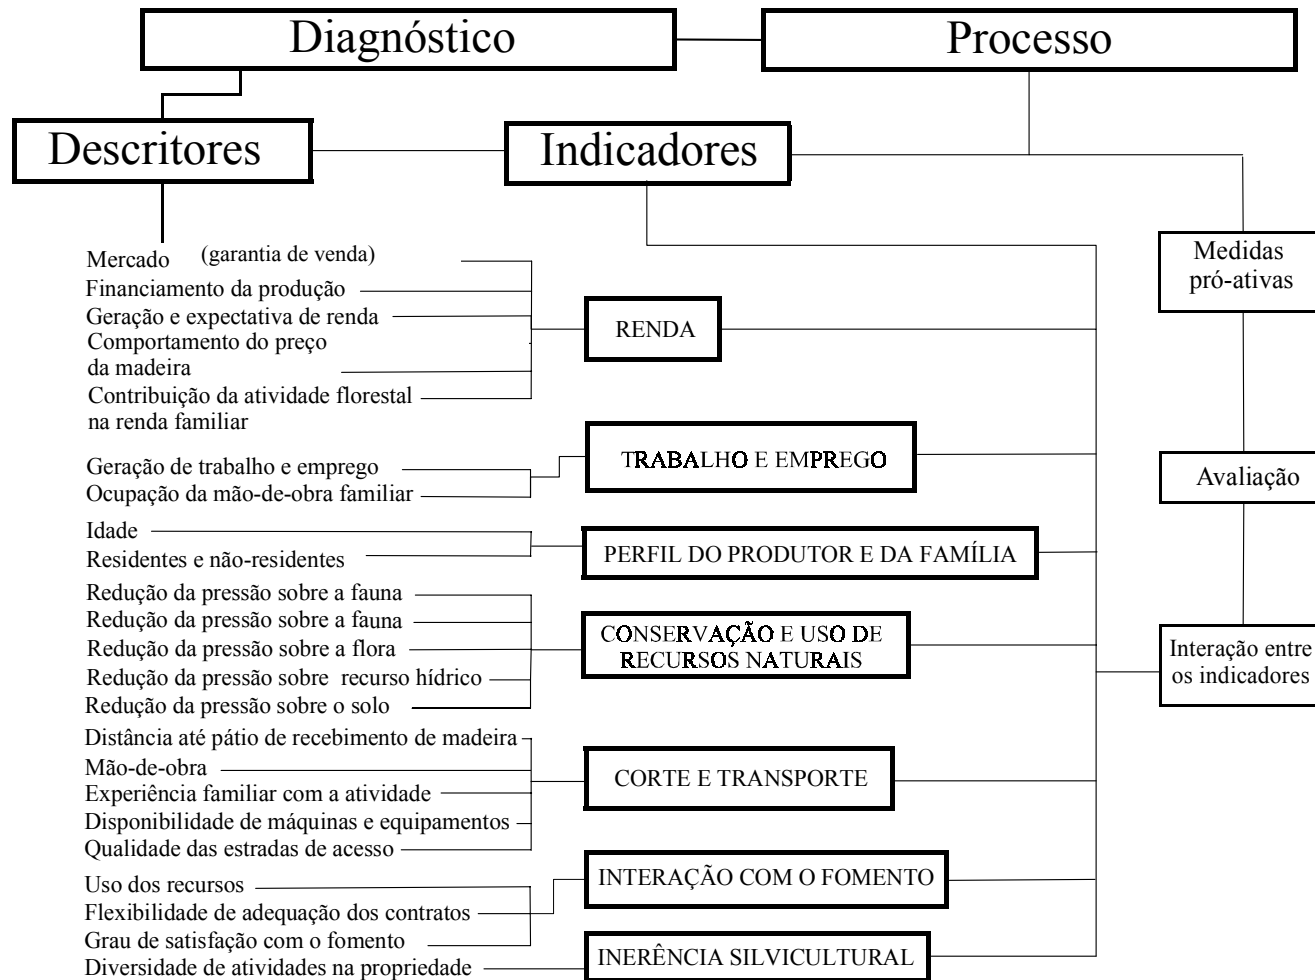 Diagnóstico
Processo
Descritores
Indicadores
Mercado (garantia de venda)
Financiamento da produção
Geração e expectativa de renda
Comportamento do preço
da madeira
Contribuição da atividade florestal
na renda familiar
RENDA
Geração de trabalho e emprego
Ocupação da mão-de-obra familiar
TRABALHO E EMPREGO
Idade
Residentes e não-residentes
PERFIL DO PRODUTOR E DA FAMÍLIA
Redução da pressão sobre a fauna
Redução da pressão sobre a fauna
Redução da pressão sobre a flora
Redução da pressão sobre recurso hídrico
Redução da pressão sobre o solo
CONSERVAÇÃO E USO DE
RECURSOS NATURAIS
Distância até pátio de recebimento de madeira
Mão-de-obra
Experiência familiar com a atividade
Disponibilidade de máquinas e equipamentos
Qualidade das estradas de acesso
CORTE E TRANSPORTE
Uso dos recursos
Flexibilidade de adequação dos contratos
Grau de satisfação com o fomento
INTERAÇÃO COM O FOMENTO
Diversidade de atividades na propriedade
INERÊNCIA SILVICULTURAL
Medidas
pró-ativas
Avaliação
Interação entre
os indicadores